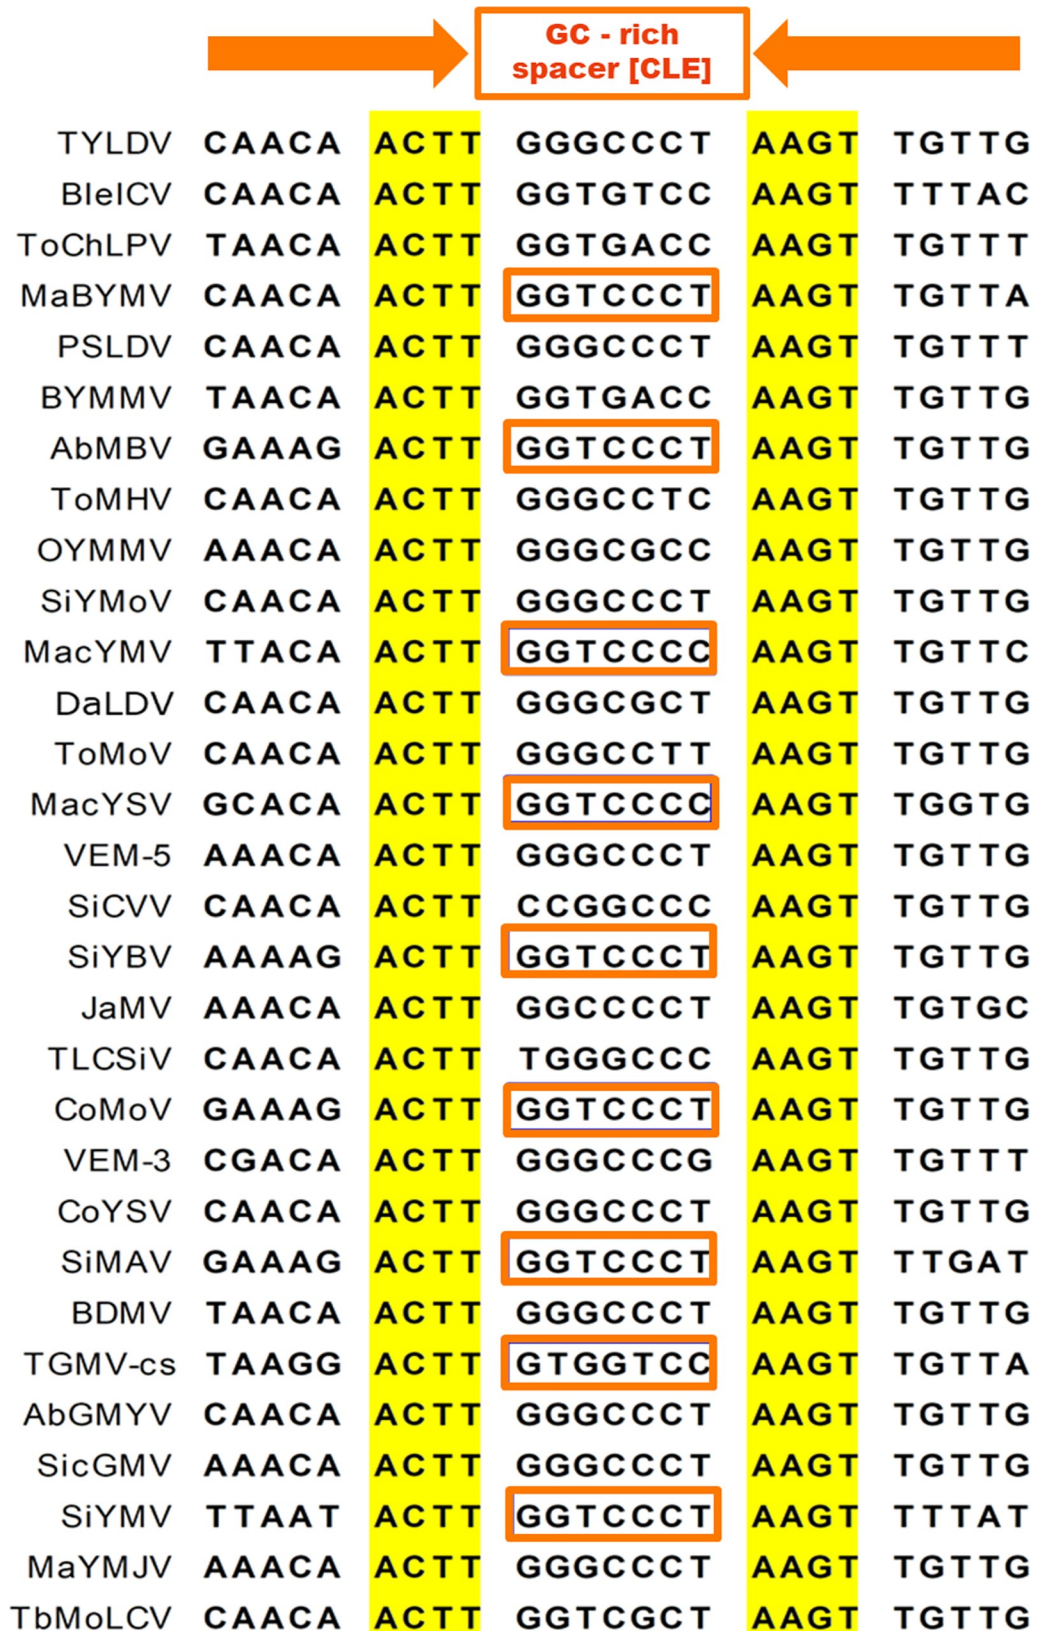 GC - rich
spacer [CLE]
TYLDV CAACA ACTT GGGCCCT AAGT TGTTG
BleICV CAACA ACTT GGTGTCC AAGT TTTAC
ToChLPV TAACA ACTT GGTGACC AAGT TGTTT
MaBYMV CAACA ACTT GGTCCCT AAGT TGTTA
PSLDV CAACA ACTT GGGCCCT AAGT TGTTT
BYMMV TAACA ACTT GGTGACC AAGT TGTTG
AbMBV GAAAG ACTT GGTCCCT AAGT TGTTG
ToMHV CAACA ACTT GGGCCTC AAGT TGTTG
OYMMV AAACA ACTT GGGCGCC AAGT TGTTG
SiYMoV CAACA ACTT GGGCCCT AAGT TGTTG
MacYMV TTACA ACTT GGTCCCC AAGT TGTTC
DaLDV CAACA ACTT GGGCGCT AAGT TGTTG
ToMoV CAACA ACTT GGGCCTT AAGT TGTTG
MacYSV GCACA ACTT GGTCCCC AAGT TGGTG
VEM-5 AAACA ACTT GGGCCCT AAGT TGTTG
SiCVV CAACA ACTT CCGGCCC AAGT TGTTG
SiYBV AAAAG ACTT GGTCCCT AAGT TGTTG
JaMV AAACA ACTT GGCCCCT AAGT TGTGC
TLCSiV CAACA ACTT TGGGCCC AAGT TGTTG
CoMoV GAAAG ACTT GGTCCCT AAGT TGTTG
VEM-3 CGACA ACTT GGGCCCG AAGT TGTTT
CoYSV CAACA ACTT GGGCCCT AAGT TGTTG
SiMAV GAAAG ACTT GGTCCCT AAGT TTGAT
BDMV TAACA ACTT GGGCCCT AAGT TGTTG
TGMV-cs TAAGG ACTT GTGGTCC AAGT TGTTA
AbGMYV CAACA ACTT GGGCCCT AAGT TGTTG
SicGMV AAACA ACTT GGGCCCT AAGT TGTTG
SiYMV TTAAT ACTT GGTCCCT AAGT TTTAT
MaYMJV AAACA ACTT GGGCCCT AAGT TGTTG
TbMoLCV CAACA ACTT GGTCGCT AAGT TGTTG